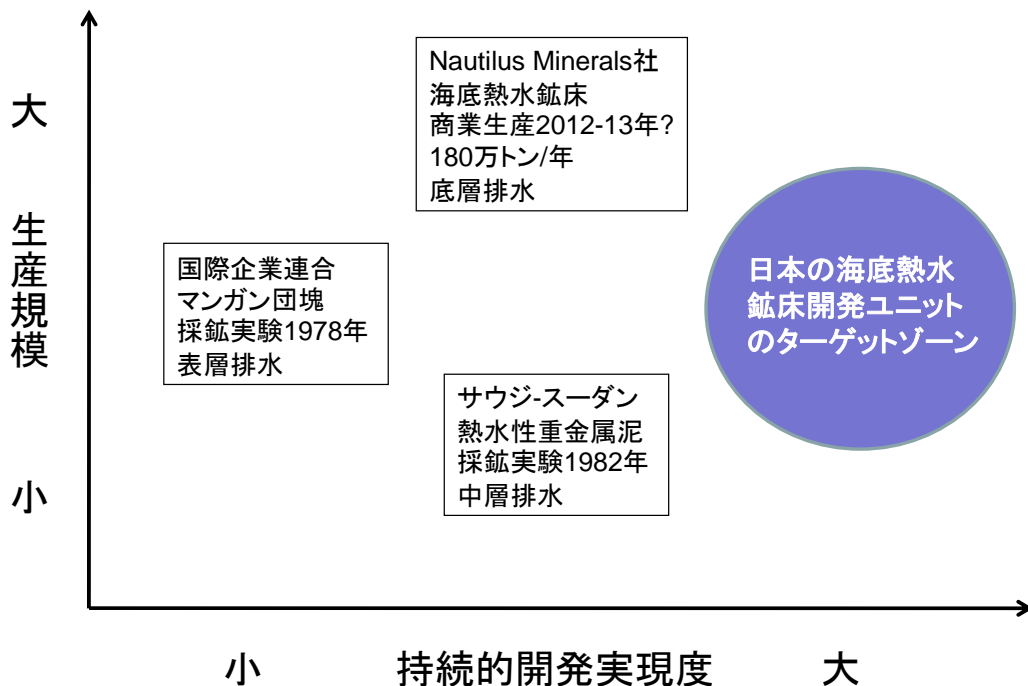 Nautilus Minerals社
海底熱水鉱床
商業生産2012-13年?
180万トン/年
底層排水
大
生産規模
小
国際企業連合
マンガン団塊
採鉱実験1978年
表層排水
日本の海底熱水
鉱床開発ユニット
のターゲットゾーン
サウジ-スーダン
熱水性重金属泥
採鉱実験1982年
中層排水
小 持続的開発実現度 大